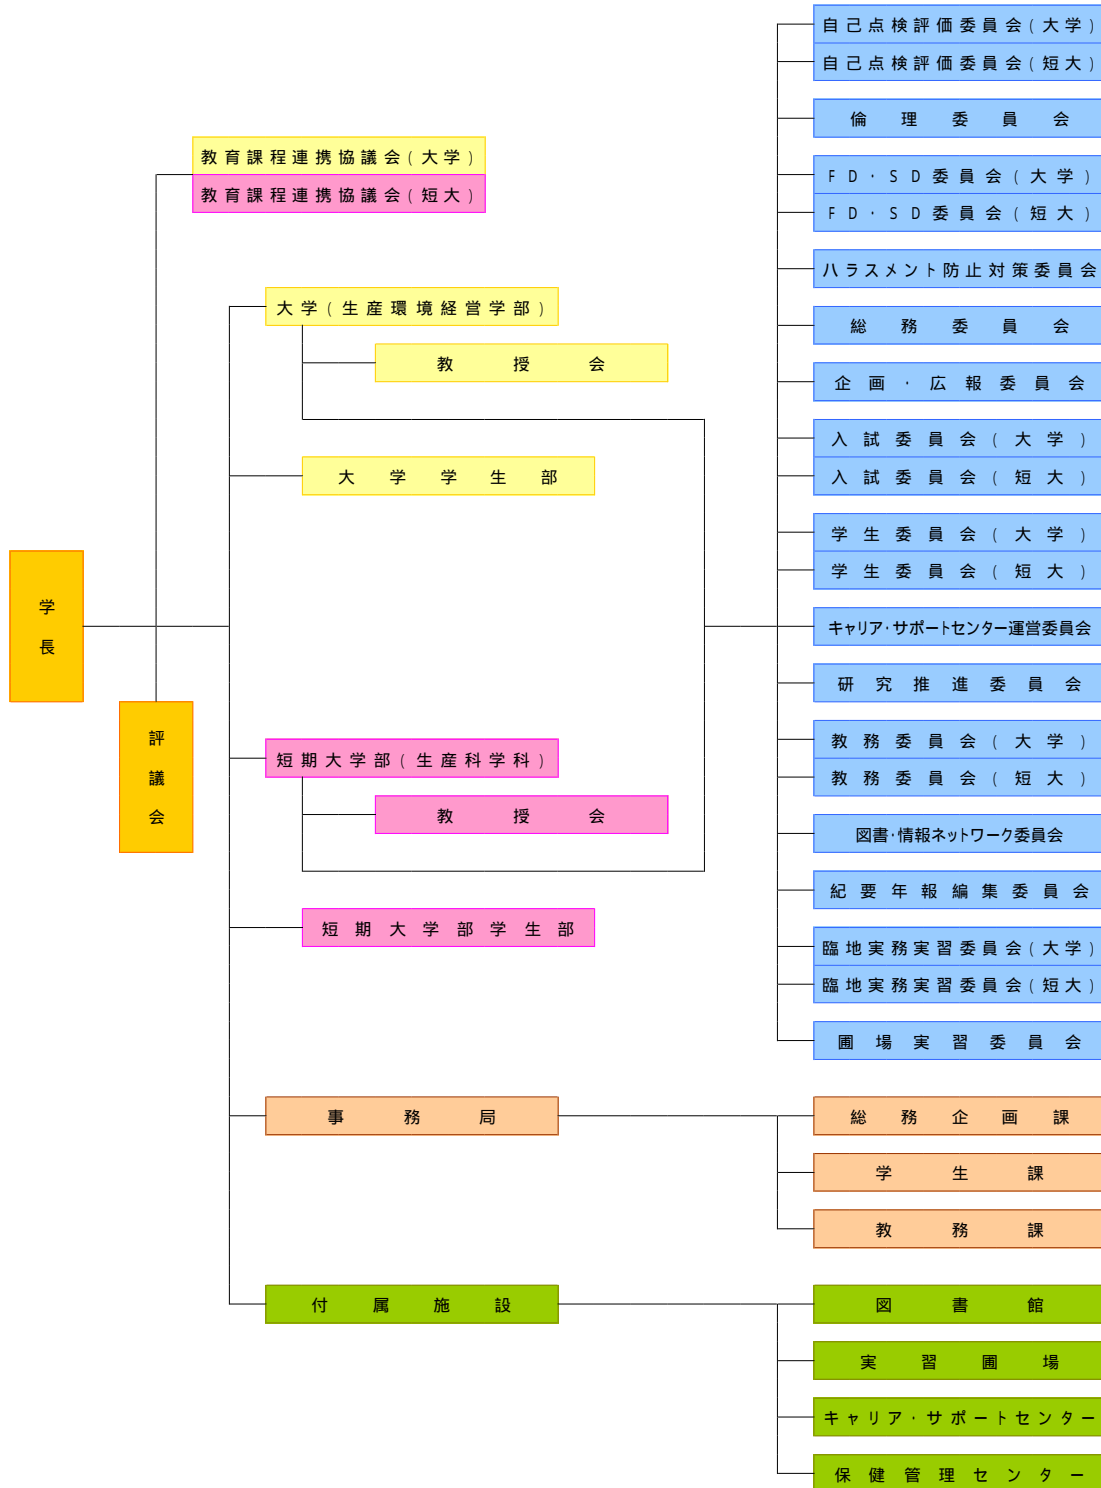 学長
評議会
教育課程連携協議会(大学)
教育課程連携協議会(短大)
大学(生産環境経営学部)
教授会
大学学生部
短期大学部(生産科学科)
教授会
短期大学部学生部
事務局
付属施設
自己点検評価委員会(大学)
自己点検評価委員会(短大)
倫理委員会
FD・SD委員会(大学)
FD・SD委員会(短大)
ハラスメント防止対策委員会
総務委員会
企画・広報委員会
入試委員会(大学)
入試委員会(短大)
学生委員会(大学)
学生委員会(短大)
キャリア・サポートセンター運営委員会
研究推進委員会
教務委員会(大学)
教務委員会(短大)
図書・情報ネットワーク委員会
紀要年報編集委員会
臨地実務実習委員会(大学)
臨地実務実習委員会(短大)
圃場実習委員会
総務企画課
学生課
教務課
図書館
実習圃場
キャリア・サポートセンター
保健管理センター